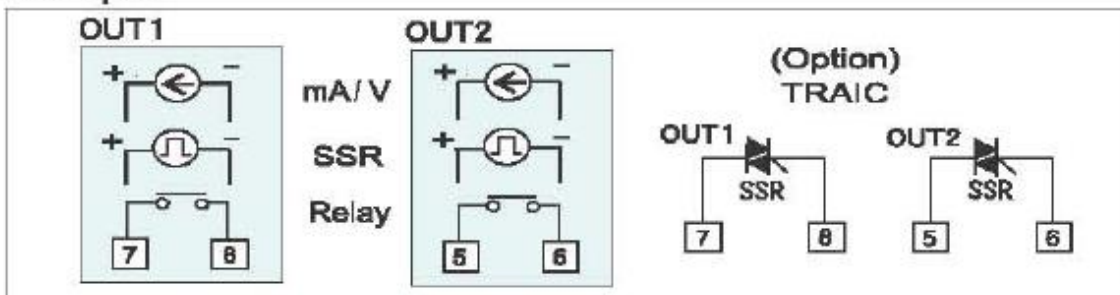 OUT1
+ −
mA/ V
+ −
SSR
Relay
7 8
OUT2
+ −
+ −
5 6
(Option)
TRAIC
OUT1
SSR
7 8
OUT2
SSR
5 6